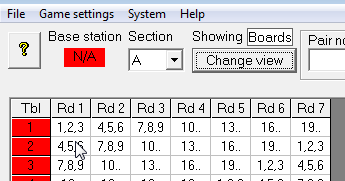 File Game settings System Help
Base station Section Showing Boards Pair no
? N/A A Change view
Tbl Rd 1 Rd 2 Rd 3 Rd 4 Rd 5 Rd 6 Rd 7
1 1,2,3 4,5,6 7,8,9 10.. 13.. 16.. 19..
2 4,5,6 7,8,9 10.. 13.. 16.. 19.. 1,2,3
3 7,8,9 10.. 13.. 16.. 19.. 1,2,3 4,5,6